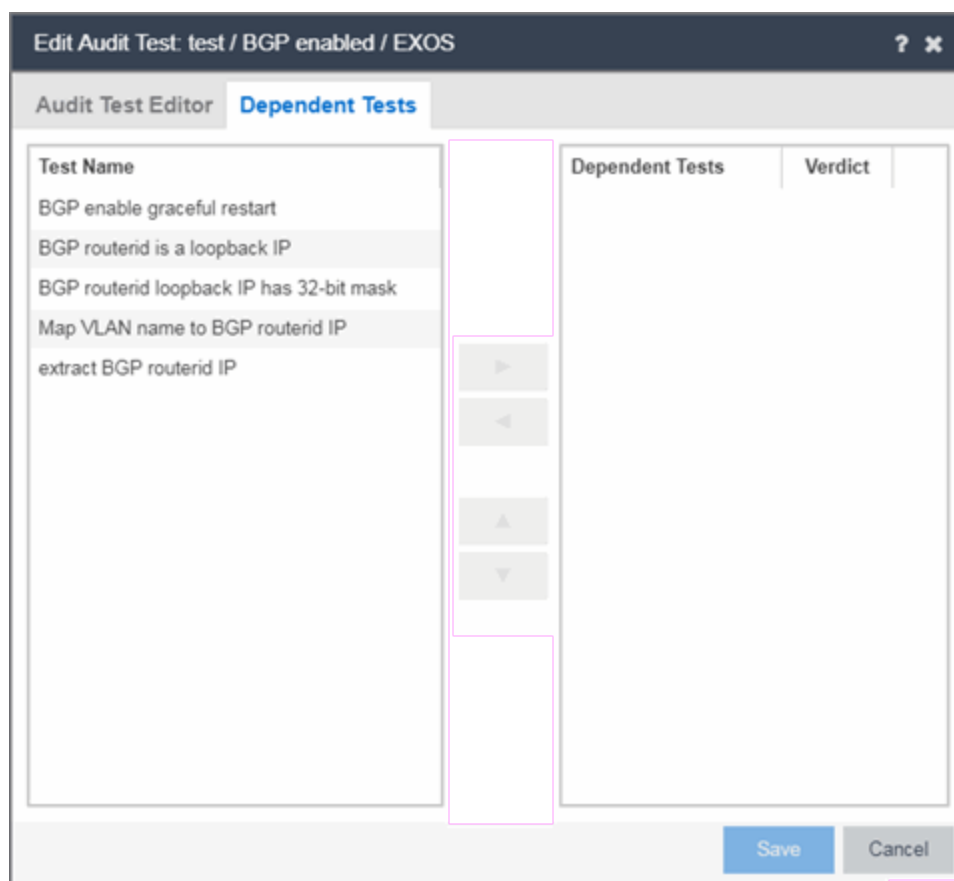 Edit Audit Test: test / BGP enabled / EXOS ? ✖
Audit Test Editor Dependent Tests
Test Name
BGP enable graceful restart
BGP routerid is a loopback IP
BGP routerid loopback IP has 32-bit mask
Map VLAN name to BGP routerid IP
extract BGP routerid IP
Dependent Tests Verdict
Save Cancel